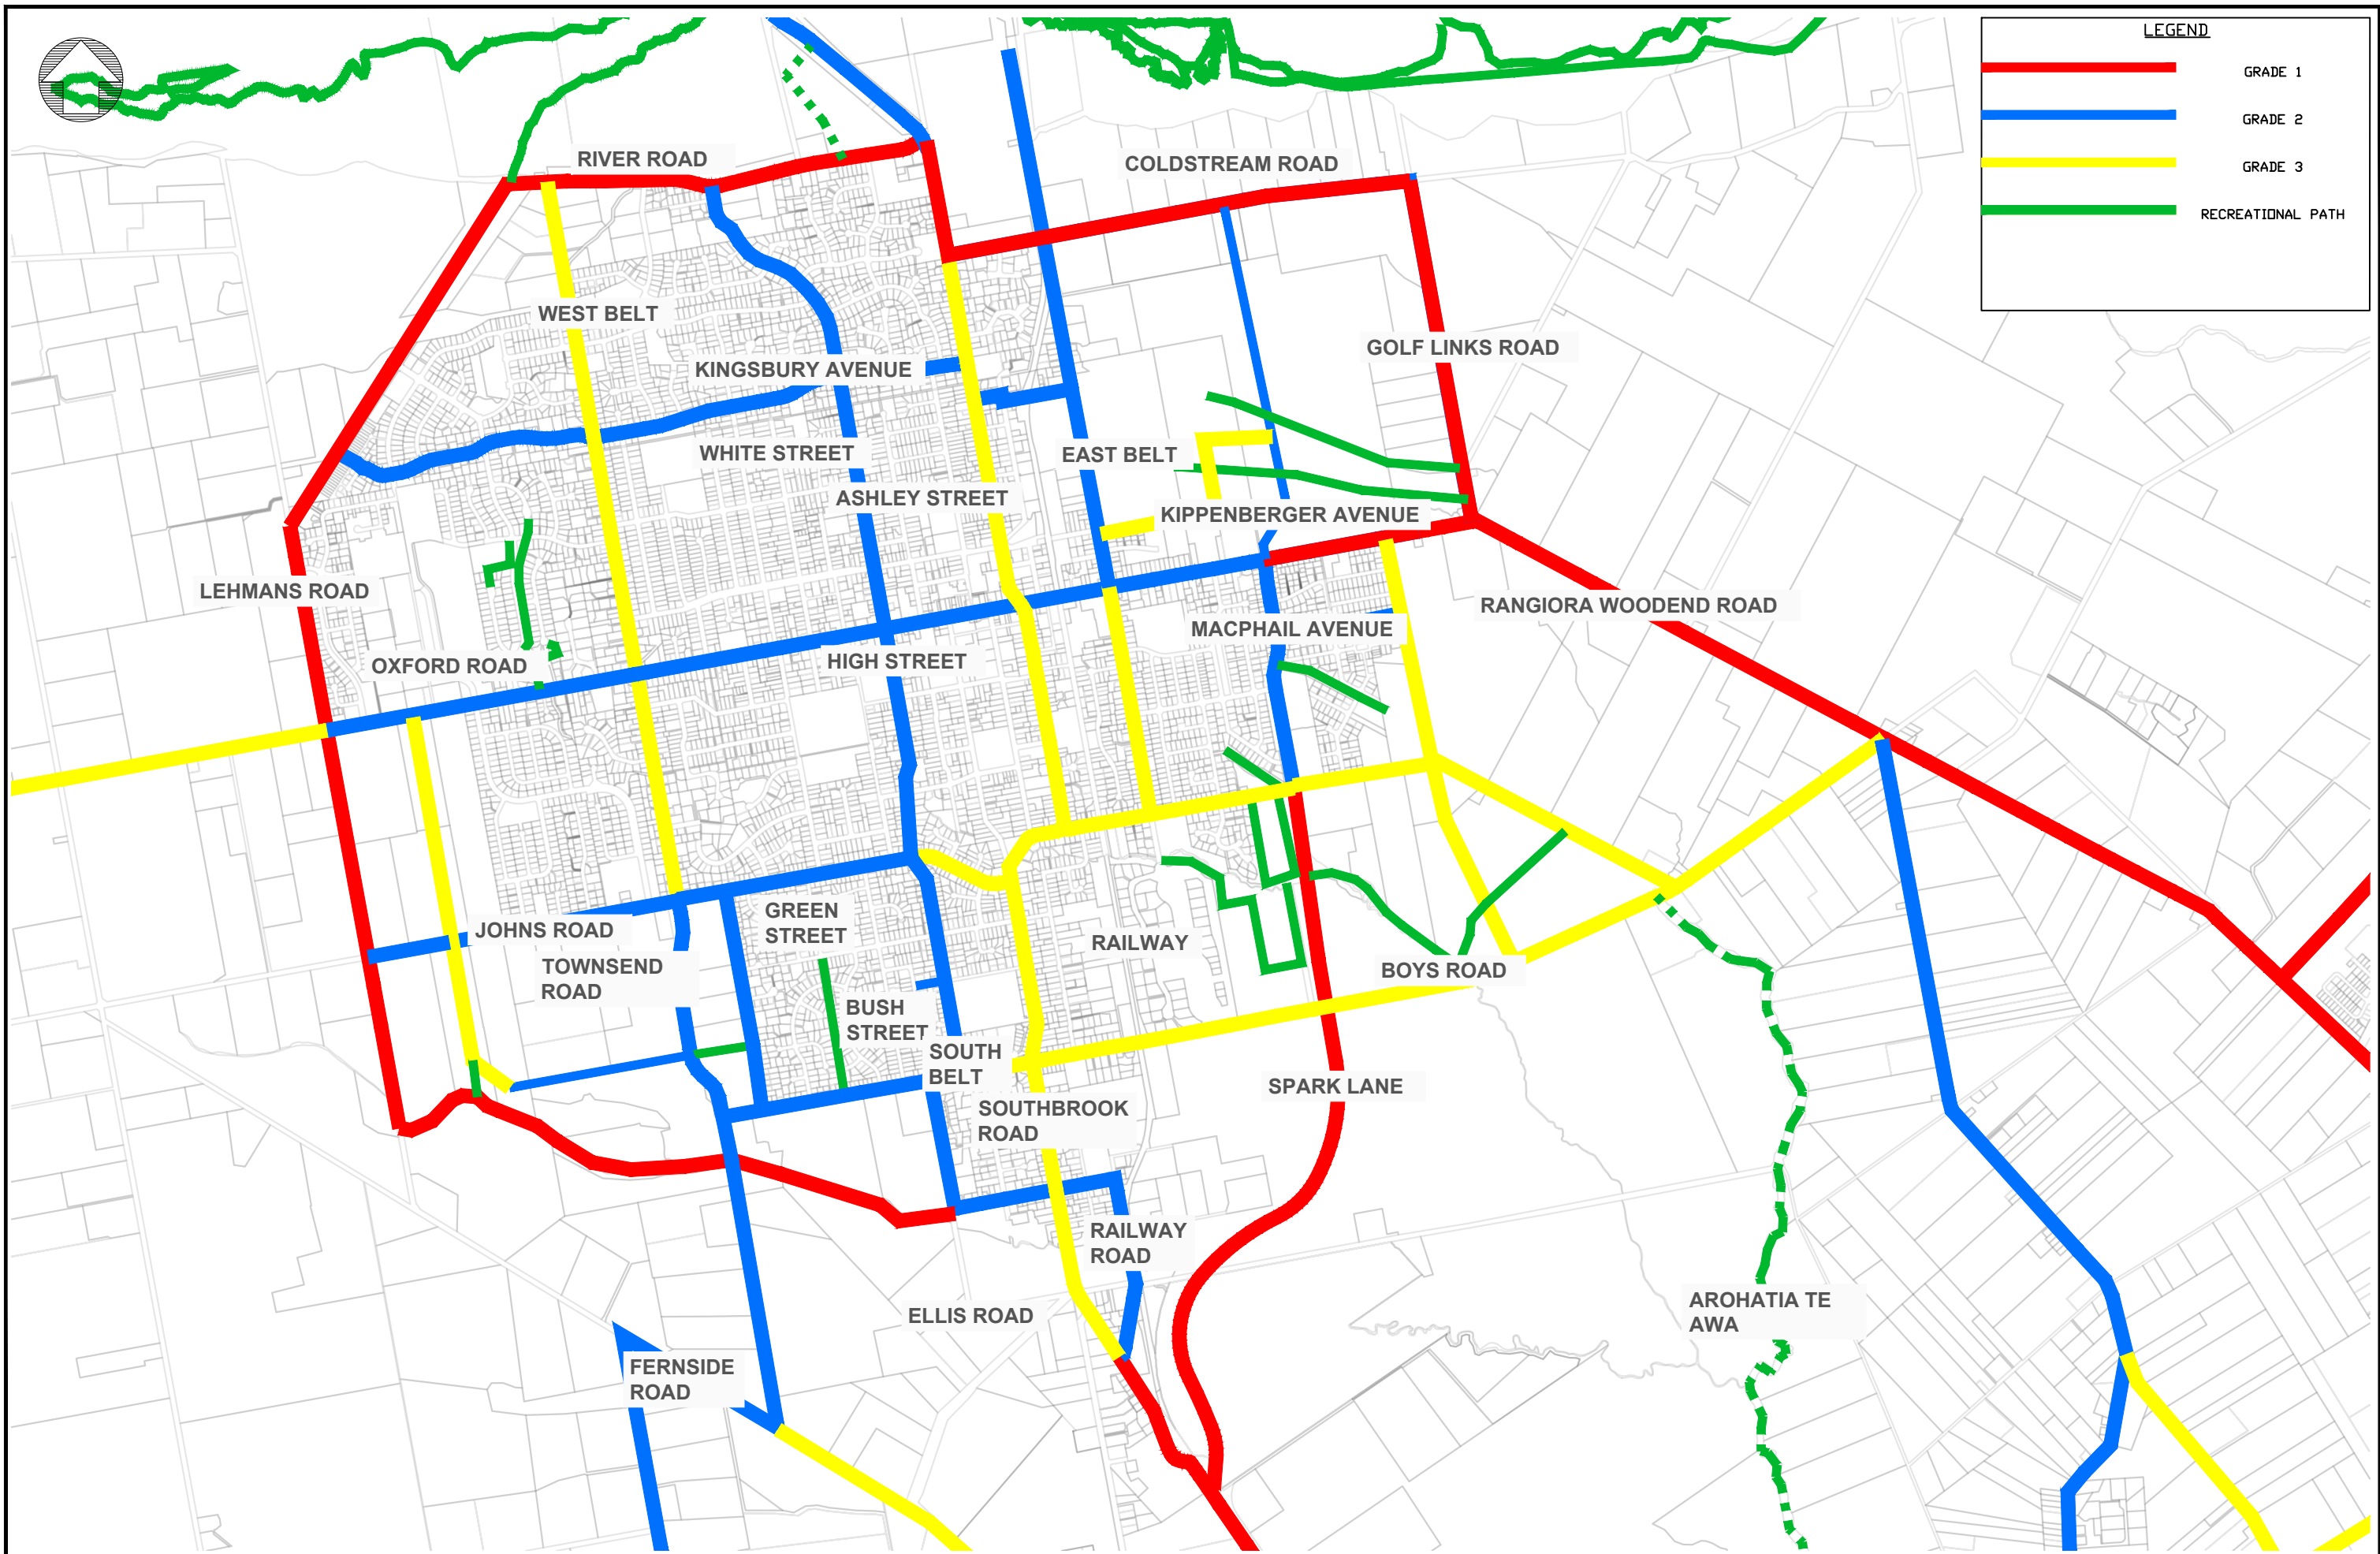 LEGEND
GRADE 1
GRADE 2
GRADE 3
RECREATIONAL PATH
RIVER ROAD
COLDSTREAM ROAD
WEST BELT
GOLF LINKS ROAD
KINGSBURY AVENUE
WHITE STREET
EAST BELT
ASHLEY STREET
KIPPENBERGER AVENUE
LEHMANS ROAD
RANGIORA WOODEND ROAD
MACPHAIL AVENUE
OXFORD ROAD
HIGH STREET
GREEN
STREET
JOHNS ROAD
RAILWAY
TOWNSEND
ROAD
BOYS ROAD
BUSH
STREET
SOUTH
BELT
SPARK LANE
SOUTHBROOK
ROAD
RAILWAY
ROAD
AROHATIA TE
AWA
ELLIS ROAD
FERNSIDE
ROAD